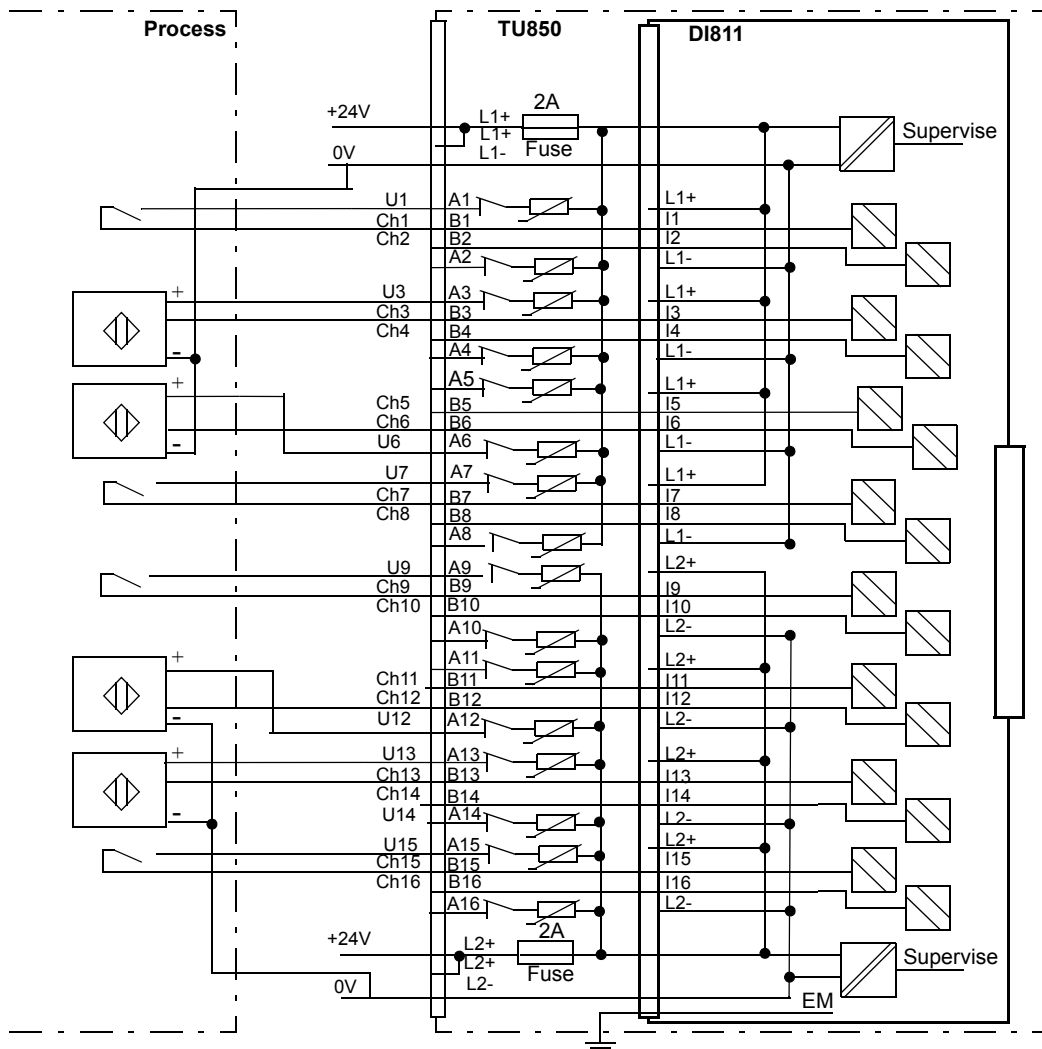 Process
TU850
DI811
+24V
L1+
2A
L1+
Fuse
0V
L1-
Supervise
U1
A1
L1+
Ch1
B1
I1
Ch2
B2
I2
A2
L1-
+
U3
A3
L1+
Ch3
B3
I3
Ch4
B4
I4
-
A4
L1-
+
A5
L1+
Ch5
B5
I5
Ch6
B6
I6
-
U6
A6
L1-
U7
A7
L1+
Ch7
B7
I7
Ch8
B8
I8
A8
L1-
U9
A9
L2+
Ch9
B9
I9
Ch10
B10
I10
A10
L2-
+
A11
L2+
Ch11
B11
I11
Ch12
B12
I12
-
U12
A12
L2-
+
U13
A13
L2+
Ch13
B13
I13
Ch14
B14
I14
-
U14
A14
L2-
U15
A15
L2+
Ch15
B15
I15
Ch16
B16
I16
A16
L2-
+24V
L2+
2A
L2+
Fuse
Supervise
0V
L2-
EM